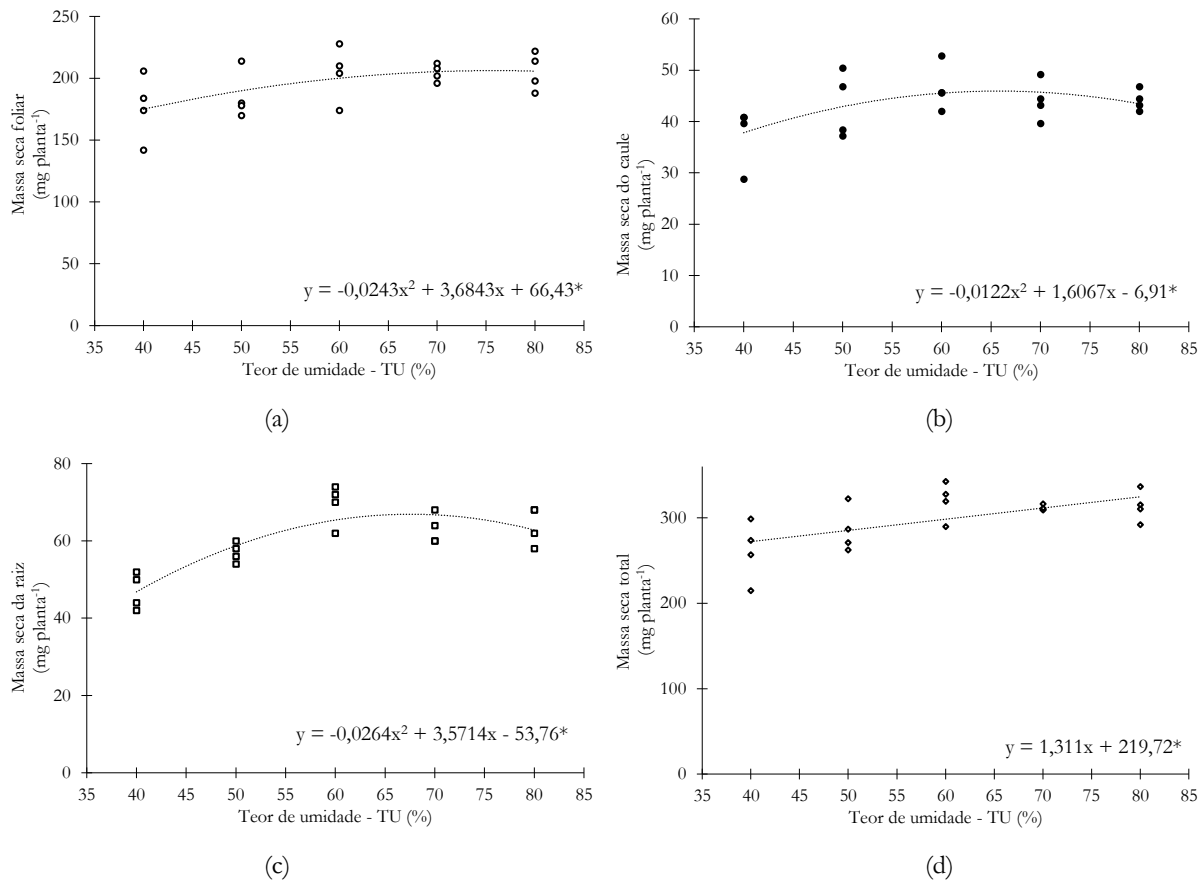 250
200
150
100
50
0
Massa seca foliar
(mg planta⁻¹)
y = -0,0243x² + 3,6843x + 66,43*
35 40 45 50 55 60 65 70 75 80 85
Teor de umidade - TU (%)
(a)
60
50
40
30
20
10
0
Massa seca do caule
(mg planta⁻¹)
y = -0,0122x² + 1,6067x - 6,91*
35 40 45 50 55 60 65 70 75 80 85
Teor de umidade - TU (%)
(b)
80
60
40
20
0
Massa seca da raiz
(mg planta⁻¹)
y = -0,0264x² + 3,5714x - 53,76*
35 40 45 50 55 60 65 70 75 80 85
Teor de umidade - TU (%)
(c)
300
200
100
0
Massa seca total
(mg planta⁻¹)
y = 1,311x + 219,72*
35 40 45 50 55 60 65 70 75 80 85
Teor de umidade - TU (%)
(d)